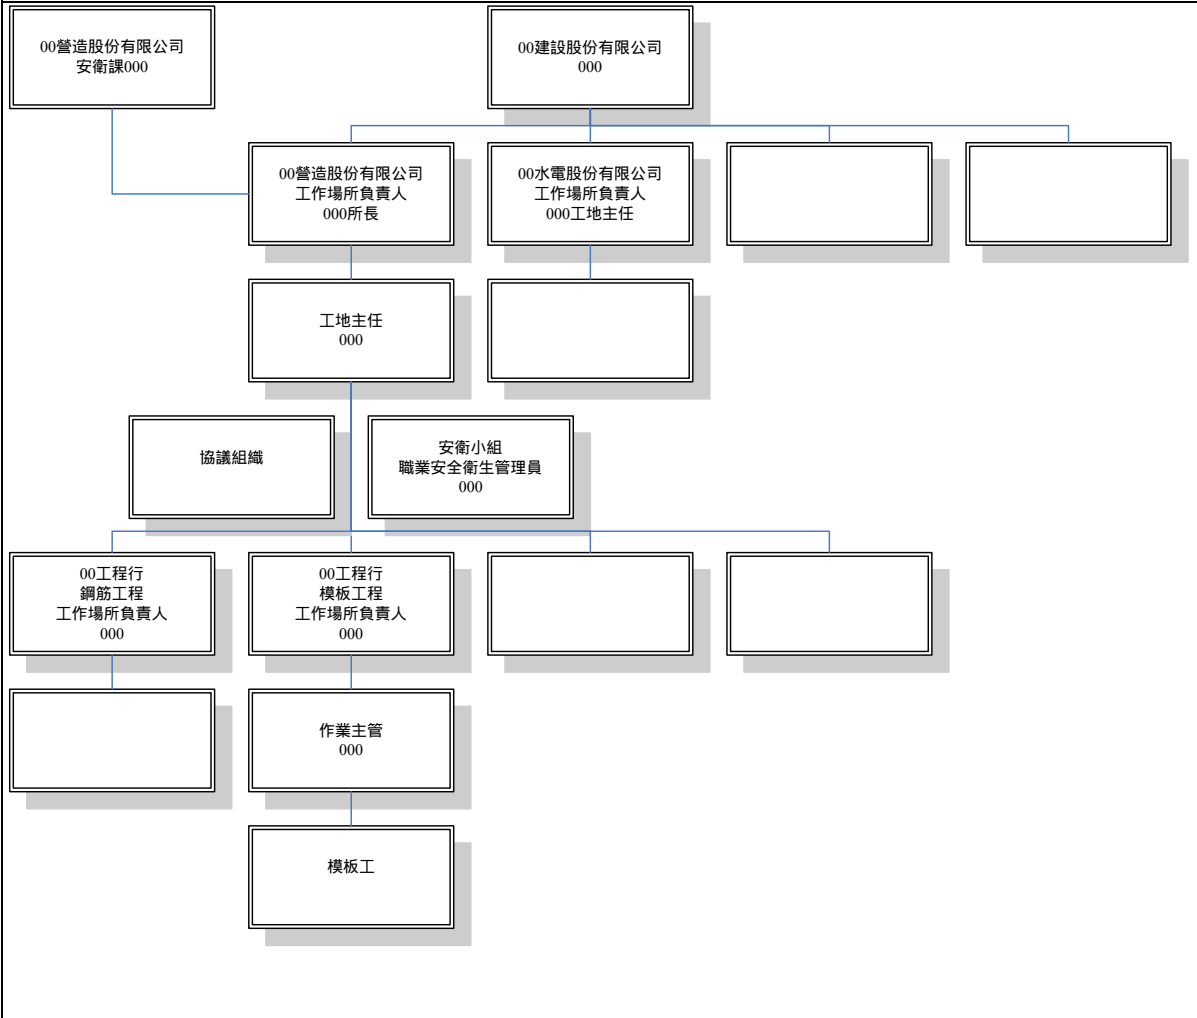 00營造股份有限公司
安衛課000
00建設股份有限公司
000
00營造股份有限公司
工作場所負責人
000所長
00水電股份有限公司
工作場所負責人
000工地主任
工地主任
000
協議組織
安衛小組
職業安全衛生管理員
000
00工程行
鋼筋工程
工作場所負責人
000
00工程行
模板工程
工作場所負責人
000
作業主管
000
模板工